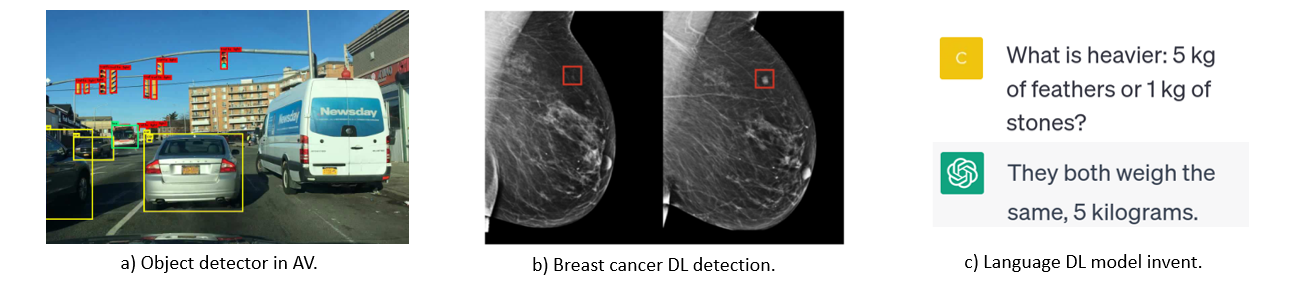 Newsday
Newsday
C
What is heavier: 5 kg
of feathers or 1 kg of
stones?
They both weigh the
same, 5 kilograms.
a) Object detector in AV.
b) Breast cancer DL detection.
c) Language DL model invent.